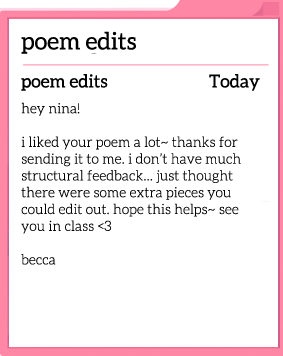 poem edits
poem edits Today
hey nina!
i liked your poem a lot~ thanks for
sending it to me. i don't have much
structural feedback... just thought
there were some extra pieces you
could edit out. hope this helps~ see
you in class <3
becca